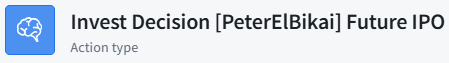 Invest Decision [PeterElBikai] Future IPO
Action type